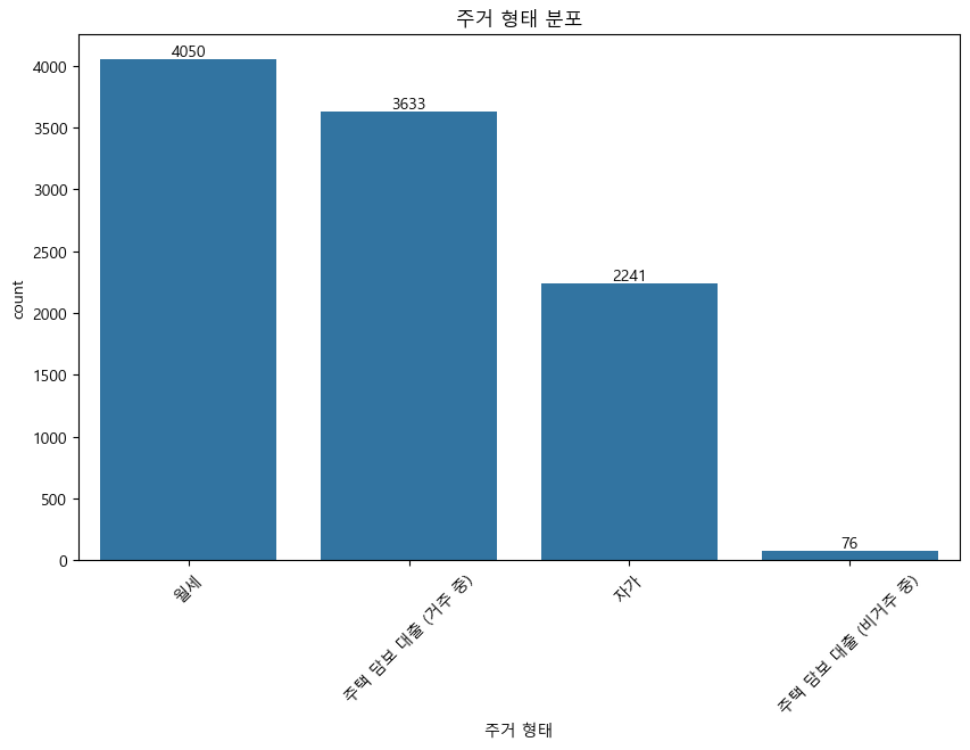 주거 형태 분포
count
4000
3500
3000
2500
2000
1500
1000
500
0
4050
3633
2241
76
월세
주택 담보 대출 (거주 중)
자가
주택 담보 대출 (비거주 중)
주거 형태